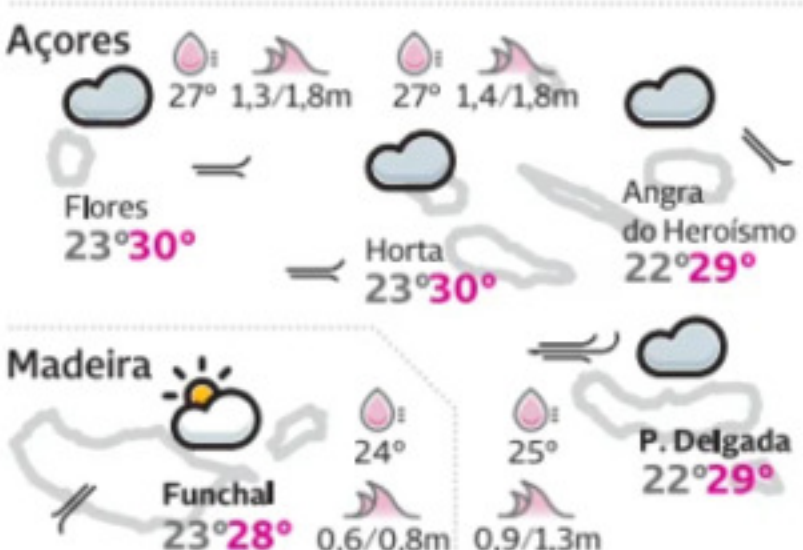 Açores
27° 1,3/1,8m 27° 1,4/1,8m
Flores
23°30°
Horta
23°30°
Angra
do Heroísmo
22°29°
Madeira
Funchal
23°28°
24°
0,6/0,8m
25°
0,9/1,3m
P. Delgada
22°29°